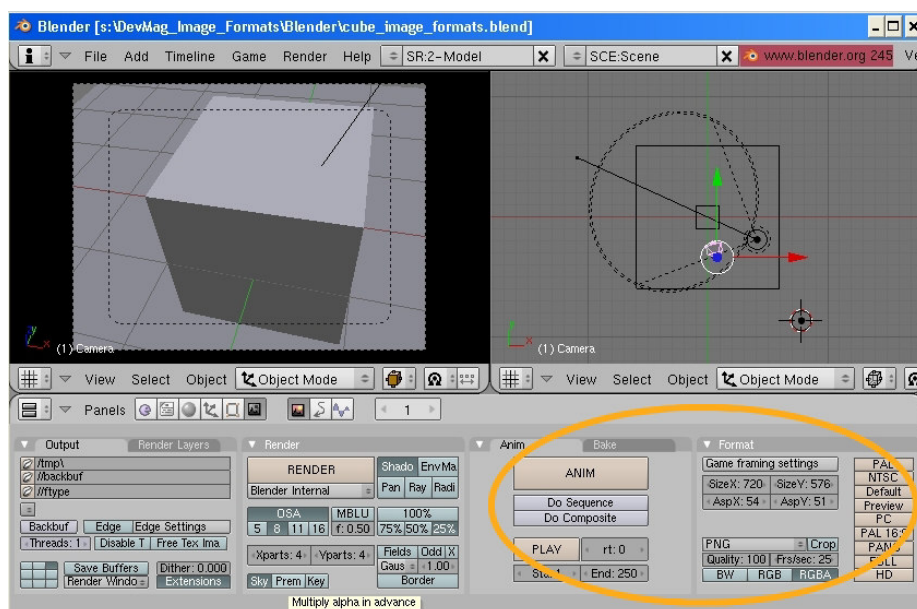 Blender [s:\DevMag_Image_Formats\Blender\cube_image_formats.blend]
File Add Timeline Game Render Help SR:2-Model X SCE:Scene X www.blender.org 245
(1) Camera
(1) Camera
View Select Object Object Mode
View Select Object Object Mode
Panels 1
Output Render Layers
/tmp\
//backbuf
//ftype
Backbuf Edge Edge Settings
Threads: 1 Disable T Free Tex Ima
Save Buffers Dither: 0.000
Render Windo Extensions
Render
RENDER
Blender Internal
Shado EnvMa
Pan Ray Radi
OSA MBLU 100%
5 8 11 16 f: 0.50 75% 50% 25%
Xparts: 4 Yparts: 4 Fields Odd X
Gaus 1.00
Sky Prem Key Border
Multiply alpha in advance
Anim Bake
ANIM
Do Sequence
Do Composite
PLAY rt: 0
End: 250
Format
Game framing settings
SizeX: 720 SizeY: 576
AspX: 54 AspY: 51
PNG Crop
Quality: 100 Frs/sec: 25
BW RGB RGBA
PAL
NTSC
Default
Preview
PC
PAL 16:9
PANO
FULL
HD